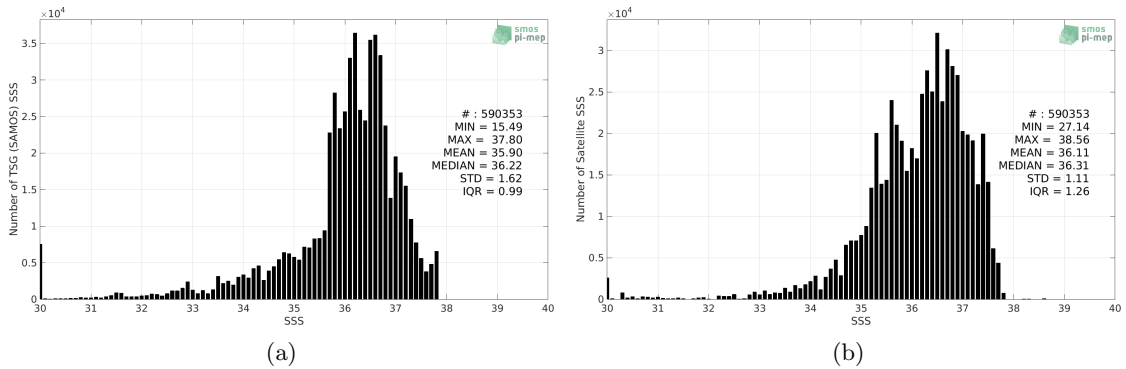 ×10⁴
smos
pi-mep
3.5
3
2.5
2
1.5
1
0.5
0
Number of TSG (SAMOS) SSS
# : 590353
MIN = 15.49
MAX = 37.80
MEAN = 35.90
MEDIAN = 36.22
STD = 1.62
IQR = 0.99
30 31 32 33 34 35 36 37 38 39 40
SSS
(a)
×10⁴
smos
pi-mep
3
2.5
2
1.5
1
0.5
0
Number of Satellite SSS
# : 590353
MIN = 27.14
MAX = 38.56
MEAN = 36.11
MEDIAN = 36.31
STD = 1.11
IQR = 1.26
30 31 32 33 34 35 36 37 38 39 40
SSS
(b)